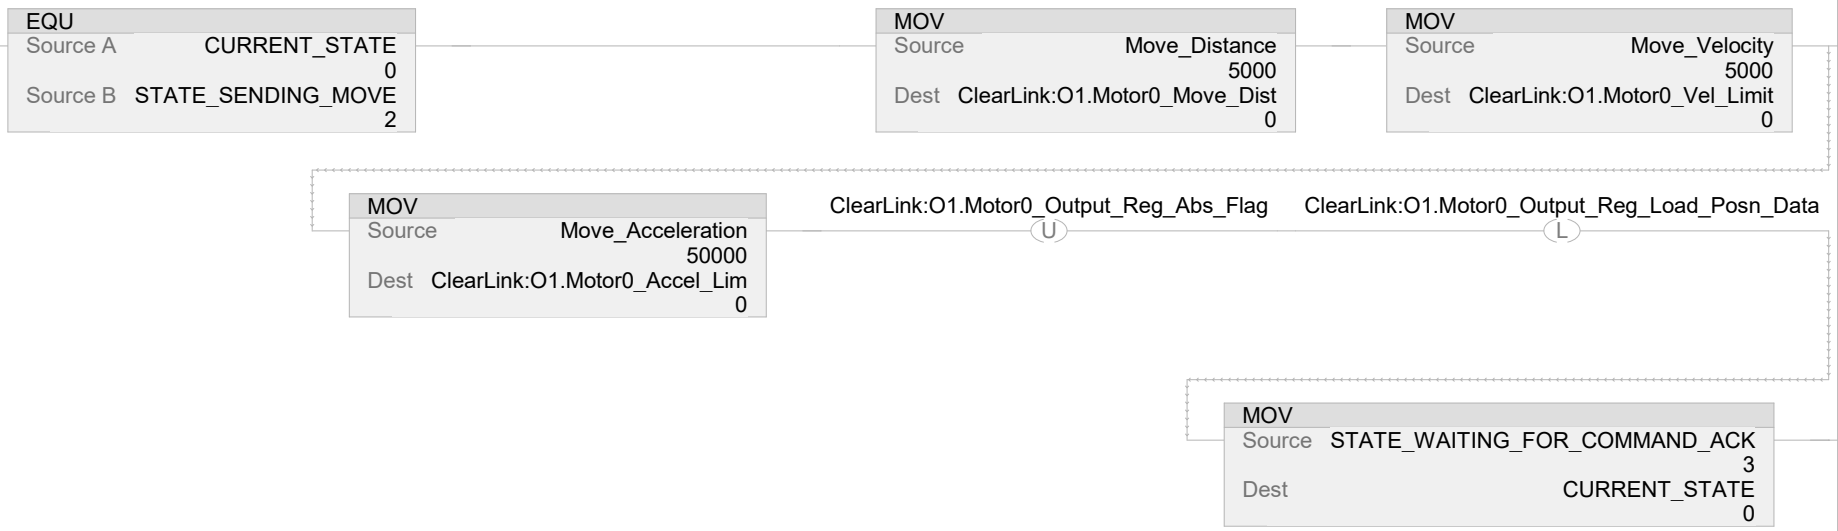 EQU
Source A CURRENT_STATE
0
Source B STATE_SENDING_MOVE
2
MOV
Source Move_Distance
5000
Dest ClearLink:O1.Motor0_Move_Dist
0
MOV
Source Move_Velocity
5000
Dest ClearLink:O1.Motor0_Vel_Limit
0
MOV
Source Move_Acceleration
50000
Dest ClearLink:O1.Motor0_Accel_Lim
0
ClearLink:O1.Motor0_Output_Reg_Abs_Flag
U
ClearLink:O1.Motor0_Output_Reg_Load_Posn_Data
L
MOV
Source STATE_WAITING_FOR_COMMAND_ACK
3
Dest CURRENT_STATE
0